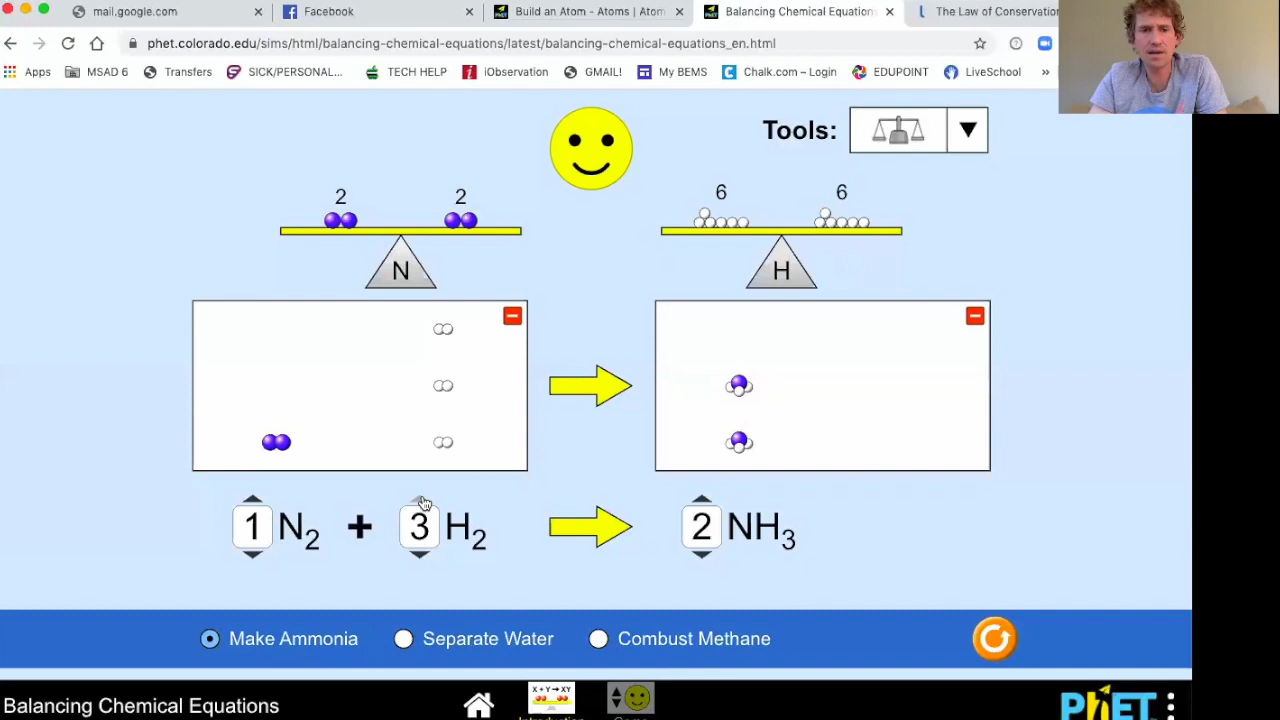 mail.google.com
Facebook
Build an Atom - Atoms | Atom
Balancing Chemical Equations
The Law of Conservation
phet.colorado.edu/sims/html/balancing-chemical-equations/latest/balancing-chemical-equations_en.html
Apps MSAD 6 Transfers SICK/PERSONAL... TECH HELP iObservation GMAIL! My BEMS Chalk.com – Login EDUPOINT LiveSchool »
Tools:
2 2 6 6
N H
1 N2 + 3 H2 2 NH3
Make Ammonia Separate Water Combust Methane
Balancing Chemical Equations
X + Y → XY
PhET